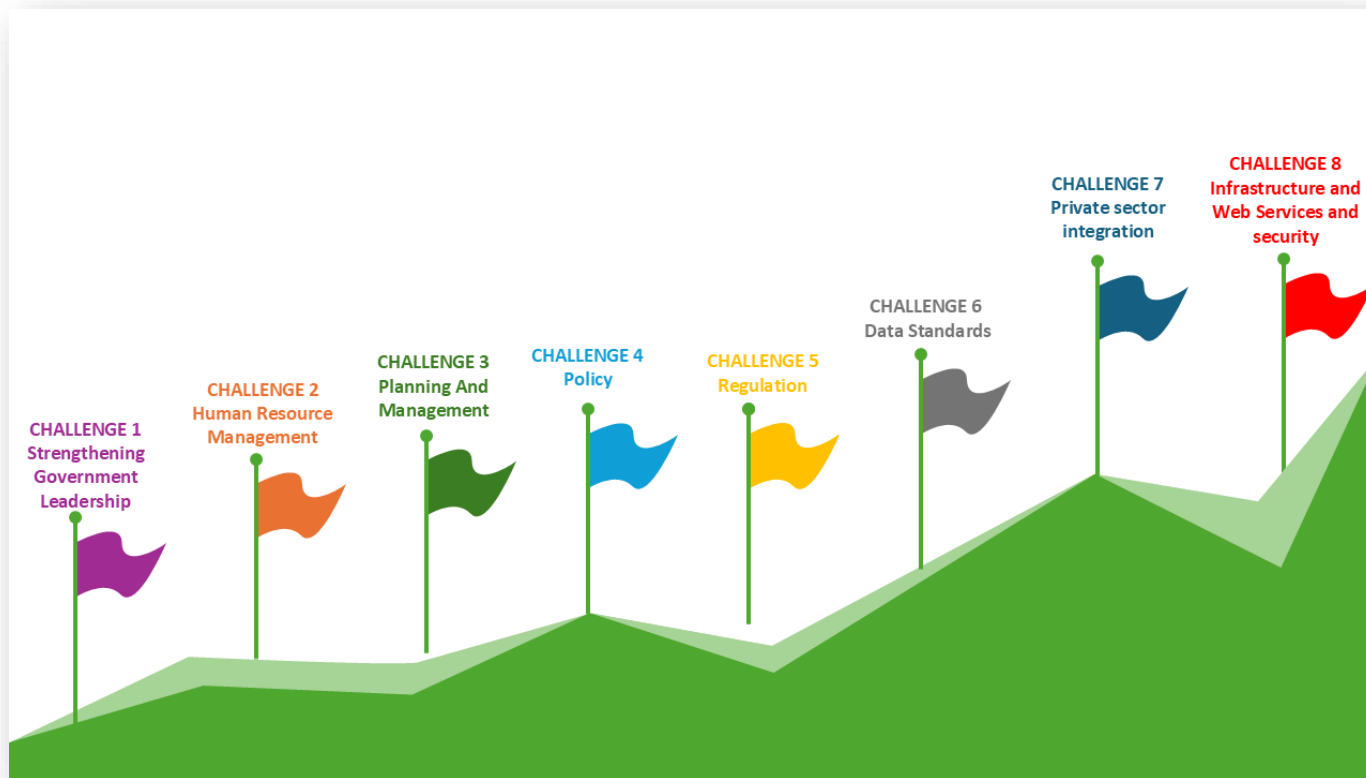 CHALLENGE 1
Strengthening
Government
Leadership
CHALLENGE 2
Human Resource
Management
CHALLENGE 3
Planning And
Management
CHALLENGE 4
Policy
CHALLENGE 5
Regulation
CHALLENGE 6
Data Standards
CHALLENGE 7
Private sector
integration
CHALLENGE 8
Infrastructure and
Web Services and
security